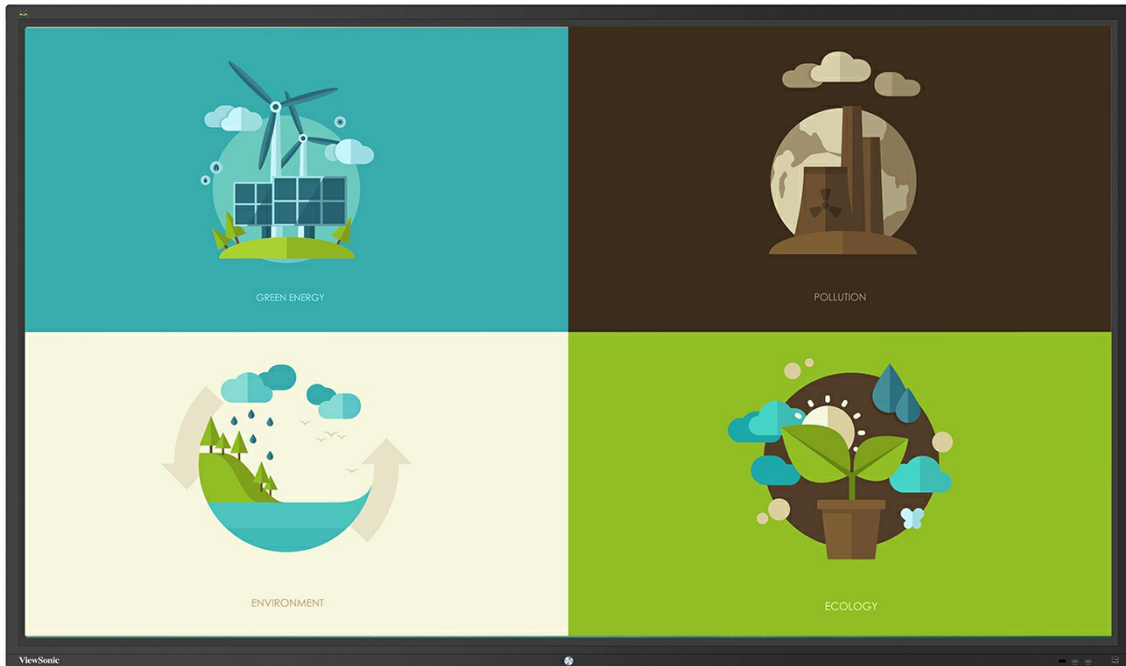 GREEN ENERGY
POLLUTION
ENVIRONMENT
ECOLOGY
ViewSonic